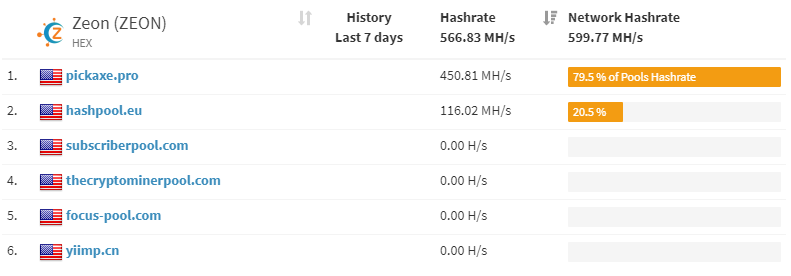 Zeon (ZEON)
HEX
History
Last 7 days
Hashrate
566.83 MH/s
Network Hashrate
599.77 MH/s
1. pickaxe.pro 450.81 MH/s 79.5 % of Pools Hashrate
2. hashpool.eu 116.02 MH/s 20.5 %
3. subscriberpool.com 0.00 H/s
4. thecryptominerpool.com 0.00 H/s
5. focus-pool.com 0.00 H/s
6. yiimp.cn 0.00 H/s